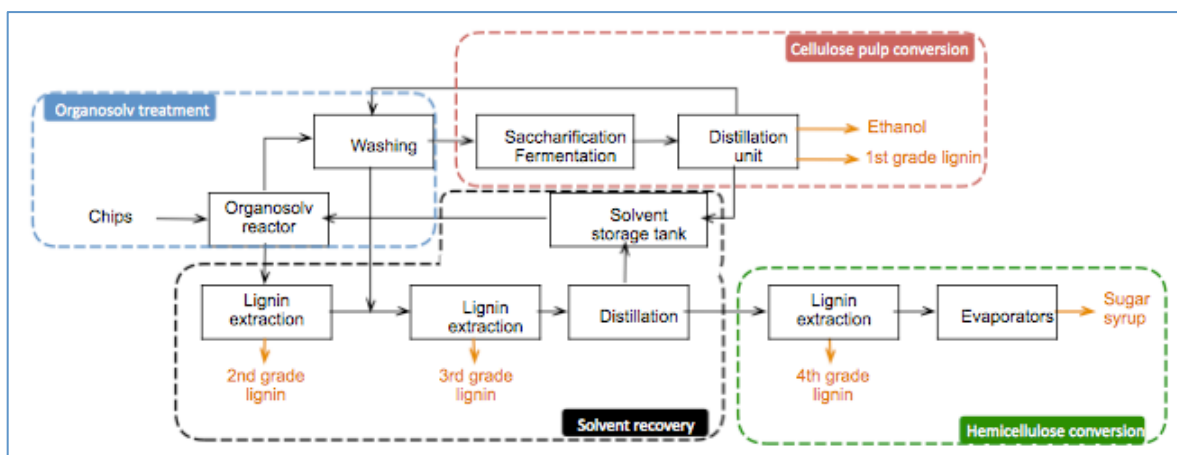 Cellulose pulp conversion
Organosolv treatment
Washing
Saccharification
Fermentation
Distillation
unit
Ethanol
1st grade lignin
Chips
Organosolv
reactor
Solvent
storage tank
Lignin
extraction
Lignin
extraction
Distillation
Lignin
extraction
Evaporators
Sugar
syrup
2nd grade
lignin
3rd grade
lignin
4th grade
lignin
Solvent recovery
Hemicellulose conversion